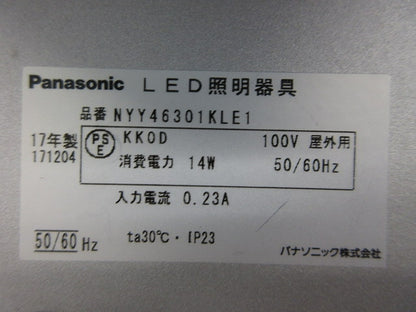 Panasonic LED照明器具
品番 NYY46301KLE1
17年製 PSE KKOD 100V 屋外用
171204 消費電力 14W 50/60Hz
入力電流 0.23A
50/60 Hz ta30℃・IP23
パナソニック株式会社